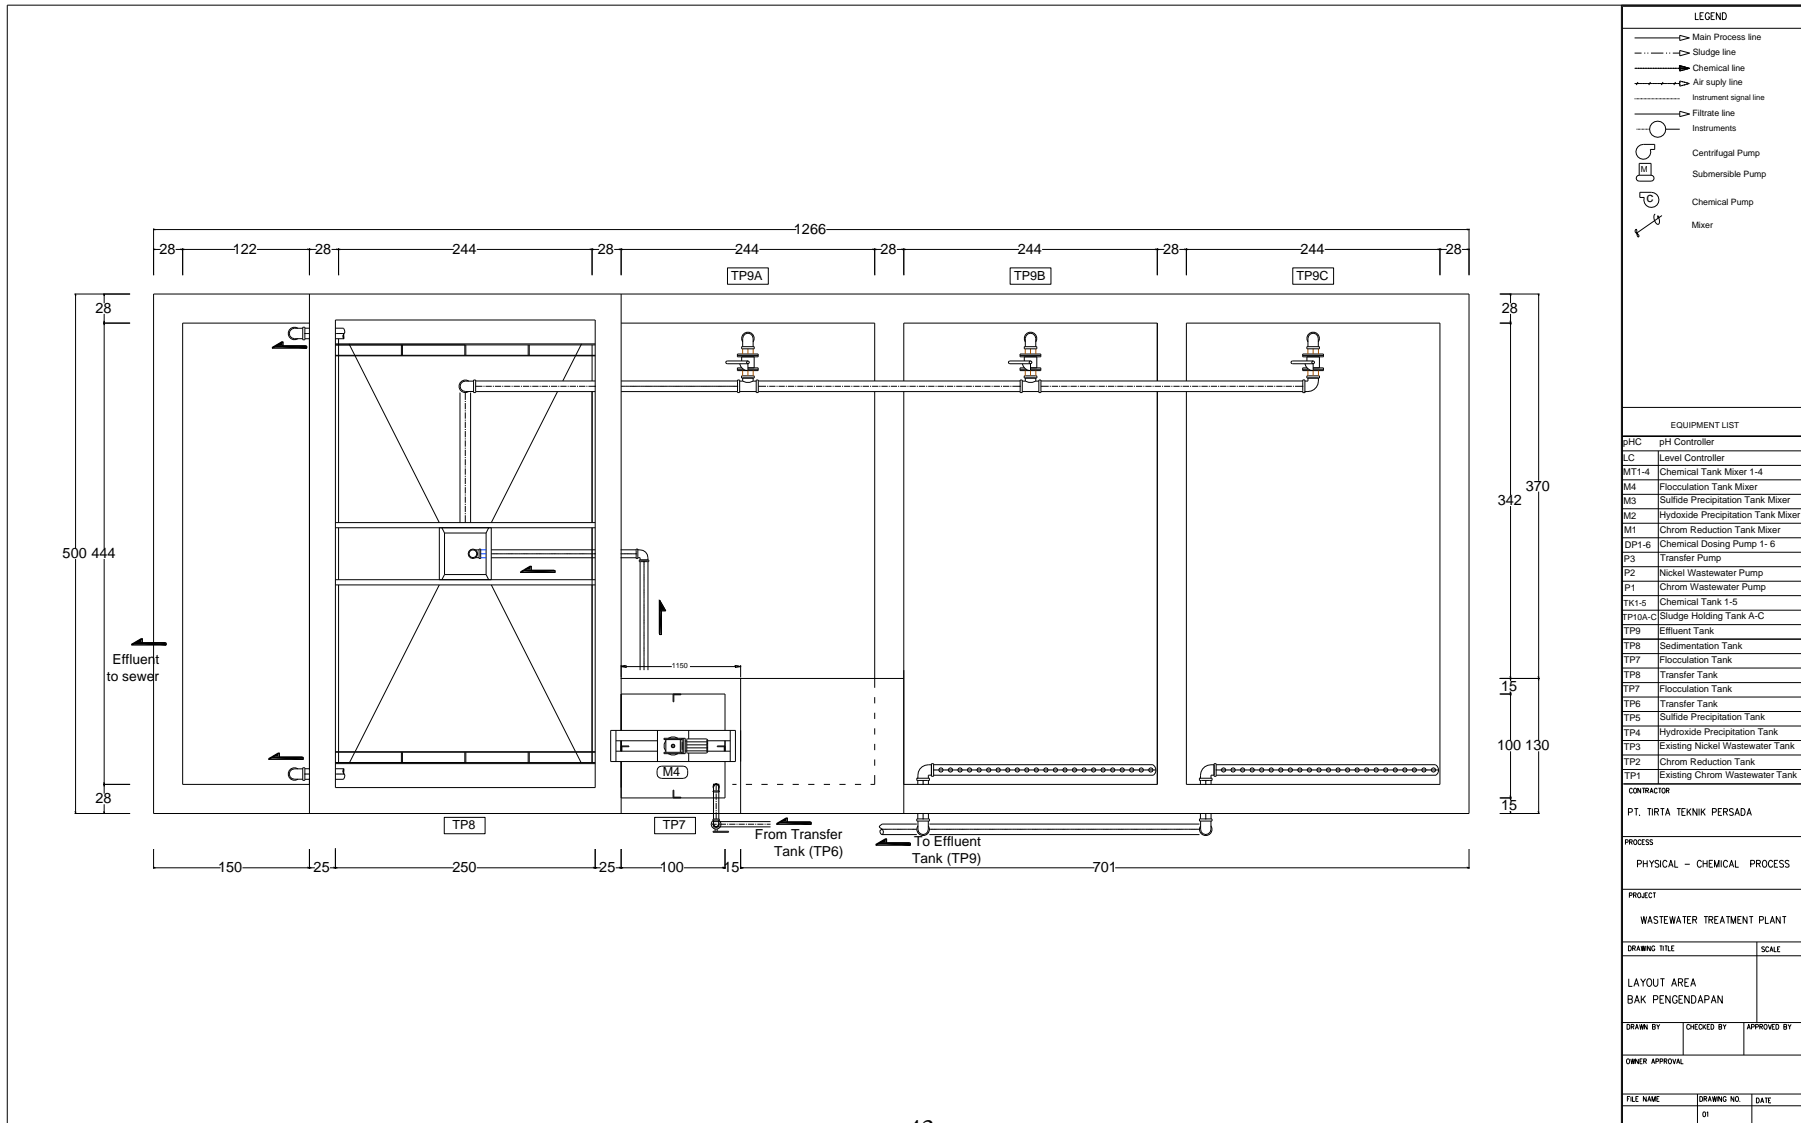 1266
28
122
28
244
28
244
28
244
28
244
28
TP9A
TP9B
TP9C
28
28
500
444
342
370
Effluent
to sewer
1150
15
100
130
M4
28
15
TP8
TP7
From Transfer
Tank (TP6)
To Effluent
Tank (TP9)
150
25
250
25
100
15
701
LEGEND
Main Process line
Sludge line
Chemical line
Air suply line
Instrument signal line
Filtrate line
Instruments
Centrifugal Pump
M
Submersible Pump
C
Chemical Pump
Mixer
EQUIPMENT LIST
pHC pH Controller
LC Level Controller
MT1-4 Chemical Tank Mixer 1-4
M4 Flocculation Tank Mixer
M3 Sulfide Precipitation Tank Mixer
M2 Hydoxide Precipitation Tank Mixer
M1 Chrom Reduction Tank Mixer
DP1-6 Chemical Dosing Pump 1- 6
P3 Transfer Pump
P2 Nickel Wastewater Pump
P1 Chrom Wastewater Pump
TK1-5 Chemical Tank 1-5
TP10A-C Sludge Holding Tank A-C
TP9 Effluent Tank
TP8 Sedimentation Tank
TP7 Flocculation Tank
TP8 Transfer Tank
TP7 Flocculation Tank
TP6 Transfer Tank
TP5 Sulfide Precipitation Tank
TP4 Hydroxide Precipitation Tank
TP3 Existing Nickel Wastewater Tank
TP2 Chrom Reduction Tank
TP1 Existing Chrom Wastewater Tank
CONTRACTOR
PT. TIRTA TEKNIK PERSADA
PROCESS
PHYSICAL - CHEMICAL PROCESS
PROJECT
WASTEWATER TREATMENT PLANT
DRAWING TITLE SCALE
LAYOUT AREA
BAK PENGENDAPAN
DRAWN BY CHECKED BY APPROVED BY
OWNER APPROVAL
FILE NAME DRAWING NO. DATE
01